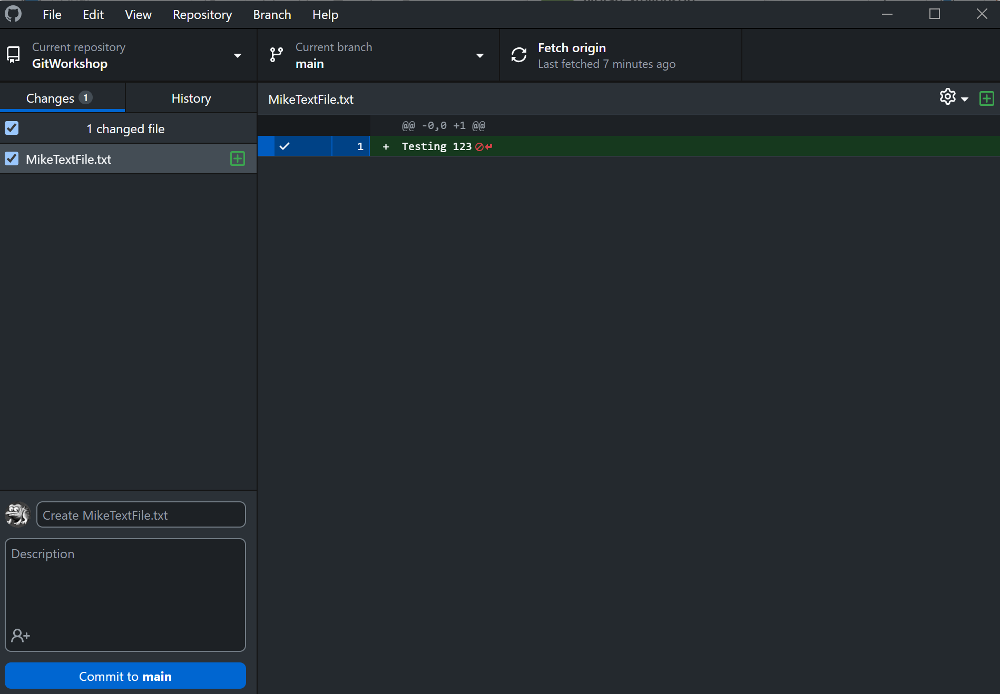 File Edit View Repository Branch Help
Current repository
GitWorkshop
Current branch
main
Fetch origin
Last fetched 7 minutes ago
Changes 1
History
1 changed file
MikeTextFile.txt
MikeTextFile.txt
@@ -0,0 +1 @@
1 + Testing 123
Create MikeTextFile.txt
Description
Commit to main